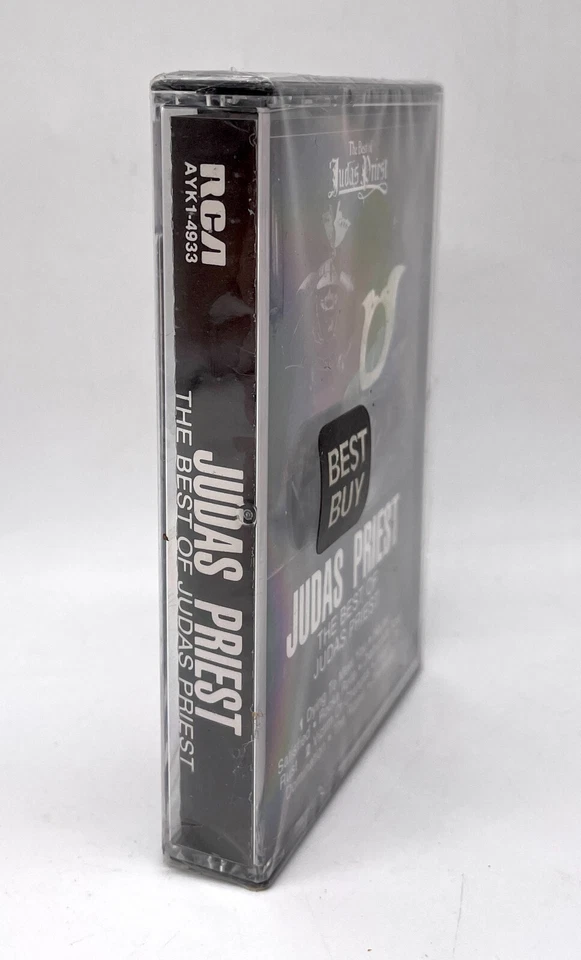 RCA
AYK1-4933
JUDAS PRIEST
THE BEST OF JUDAS PRIEST
The Best of
Judas Priest
BEST
BUY
JUDAS PRIEST
THE BEST OF
JUDAS PRIEST